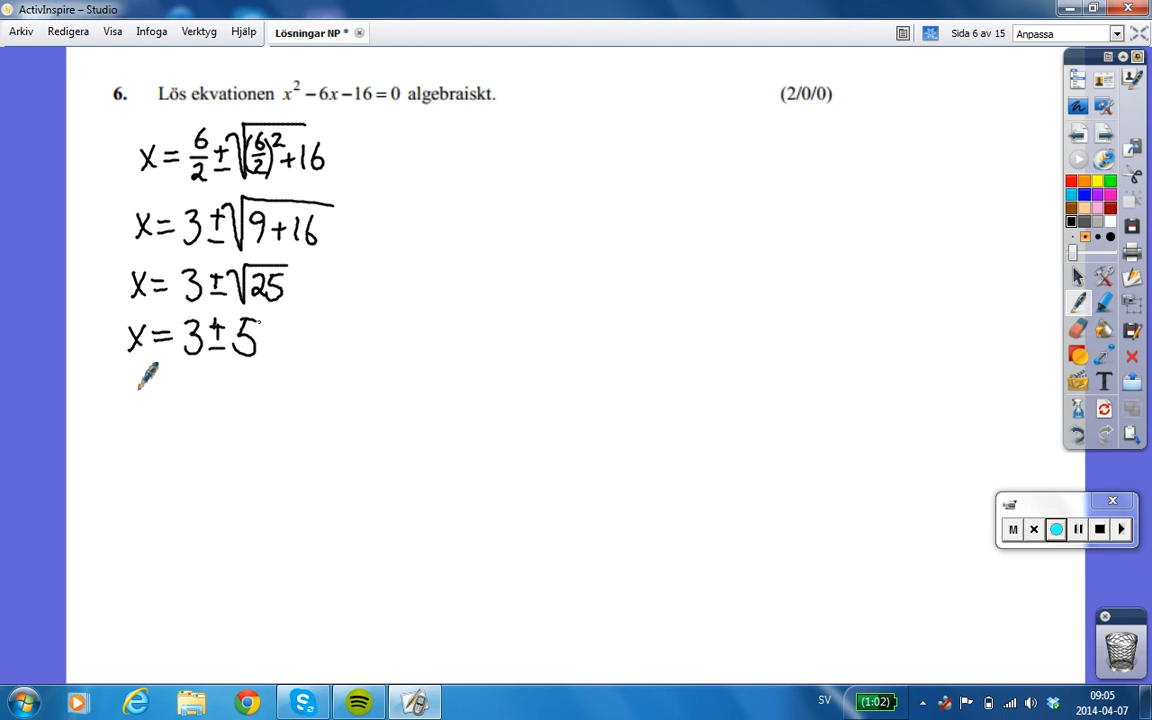 ActivInspire – Studio
Arkiv Redigera Visa Infoga Verktyg Hjälp Lösningar NP * Sida 6 av 15 Anpassa
6. Lös ekvationen x² – 6x – 16 = 0 algebraiskt. (2/0/0)
x = 6/2 ± √((6/2)² + 16
x = 3 ± √(9 + 16)
x = 3 ± √25
x = 3 ± 5
M
SV (1:02) 09:05
2014-04-07